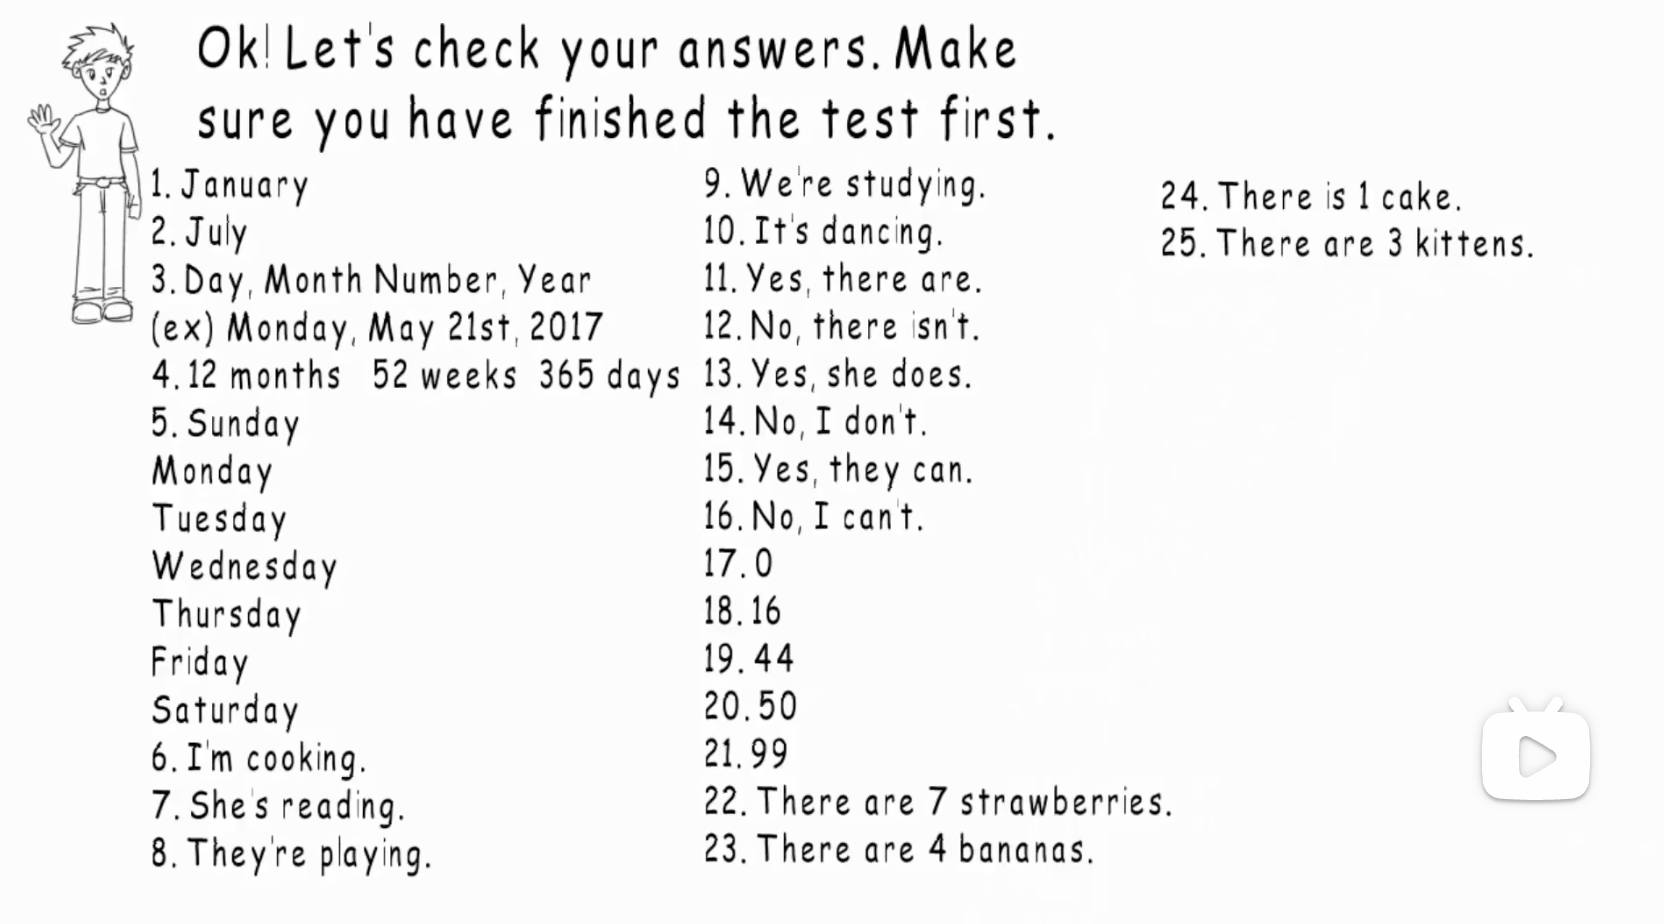 Ok! Let's check your answers. Make
sure you have finished the test first.
1. January
2. July
3. Day, Month Number, Year
(ex) Monday, May 21st, 2017
4. 12 months 52 weeks 365 days
5. Sunday
Monday
Tuesday
Wednesday
Thursday
Friday
Saturday
6. I'm cooking.
7. She's reading.
8. They're playing.
9. We're studying.
10. It's dancing.
11. Yes, there are.
12. No, there isn't.
13. Yes, she does.
14. No, I don't.
15. Yes, they can.
16. No, I can't.
17. 0
18. 16
19. 44
20. 50
21. 99
22. There are 7 strawberries.
23. There are 4 bananas.
24. There is 1 cake.
25. There are 3 kittens.